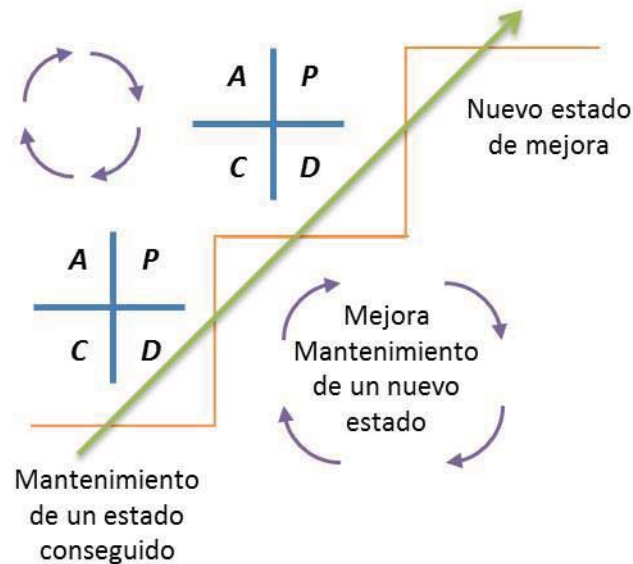 A P
C D
Nuevo estado
de mejora
A P
C D
Mejora
Mantenimiento
de un nuevo
estado
Mantenimiento
de un estado
conseguido